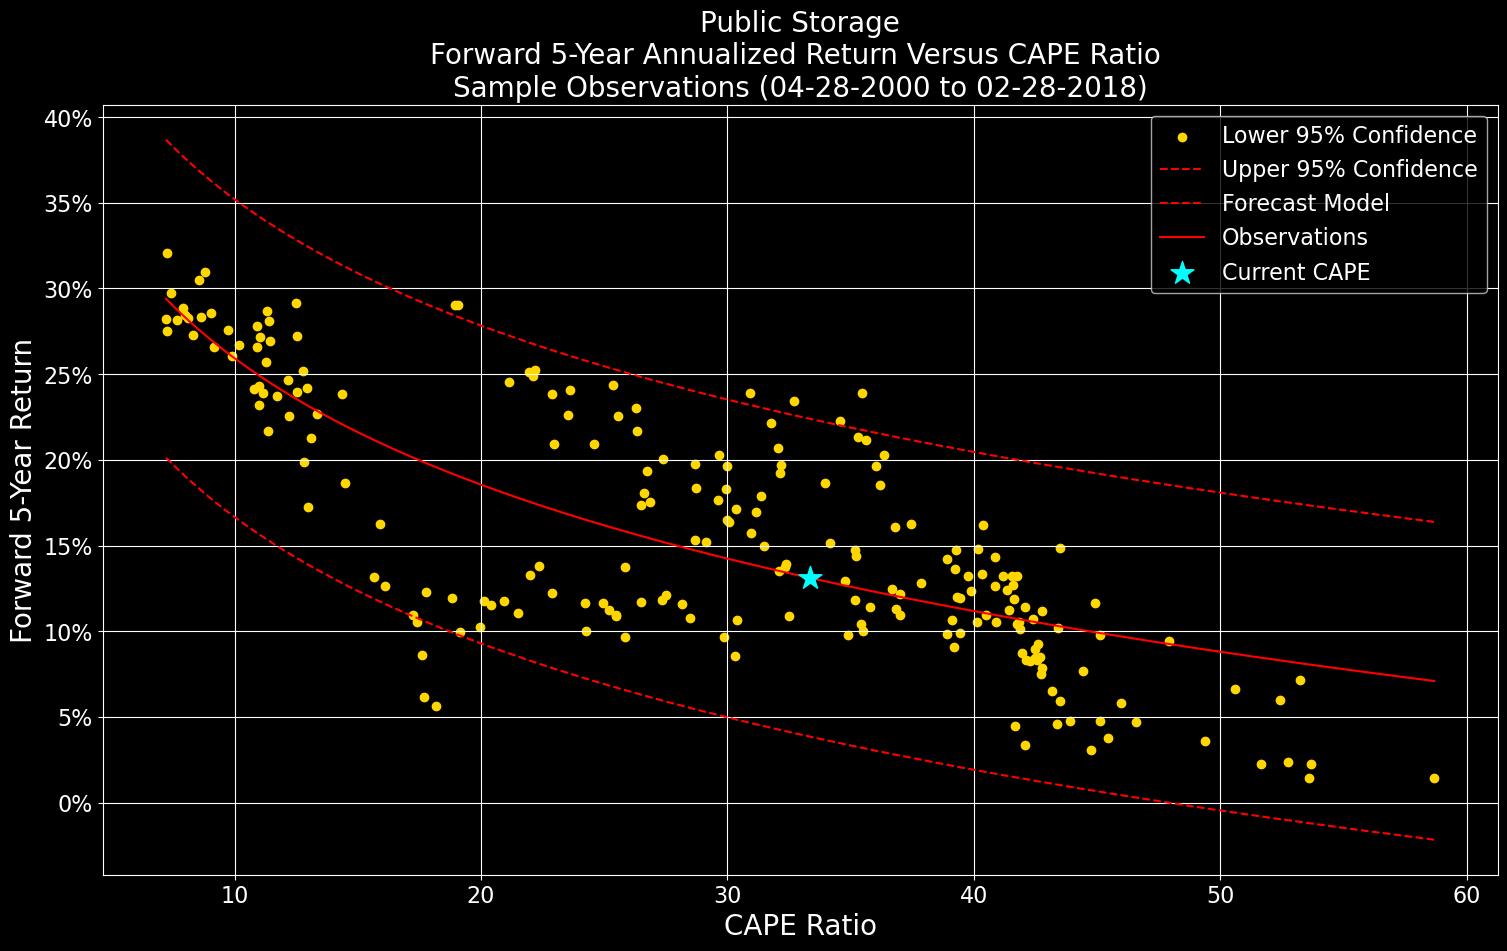 Public Storage
Forward 5-Year Annualized Return Versus CAPE Ratio
Sample Observations (04-28-2000 to 02-28-2018)
Lower 95% Confidence
Upper 95% Confidence
Forecast Model
Observations
Current CAPE
Forward 5-Year Return
40%
35%
30%
25%
20%
15%
10%
5%
0%
10 20 30 40 50 60
CAPE Ratio